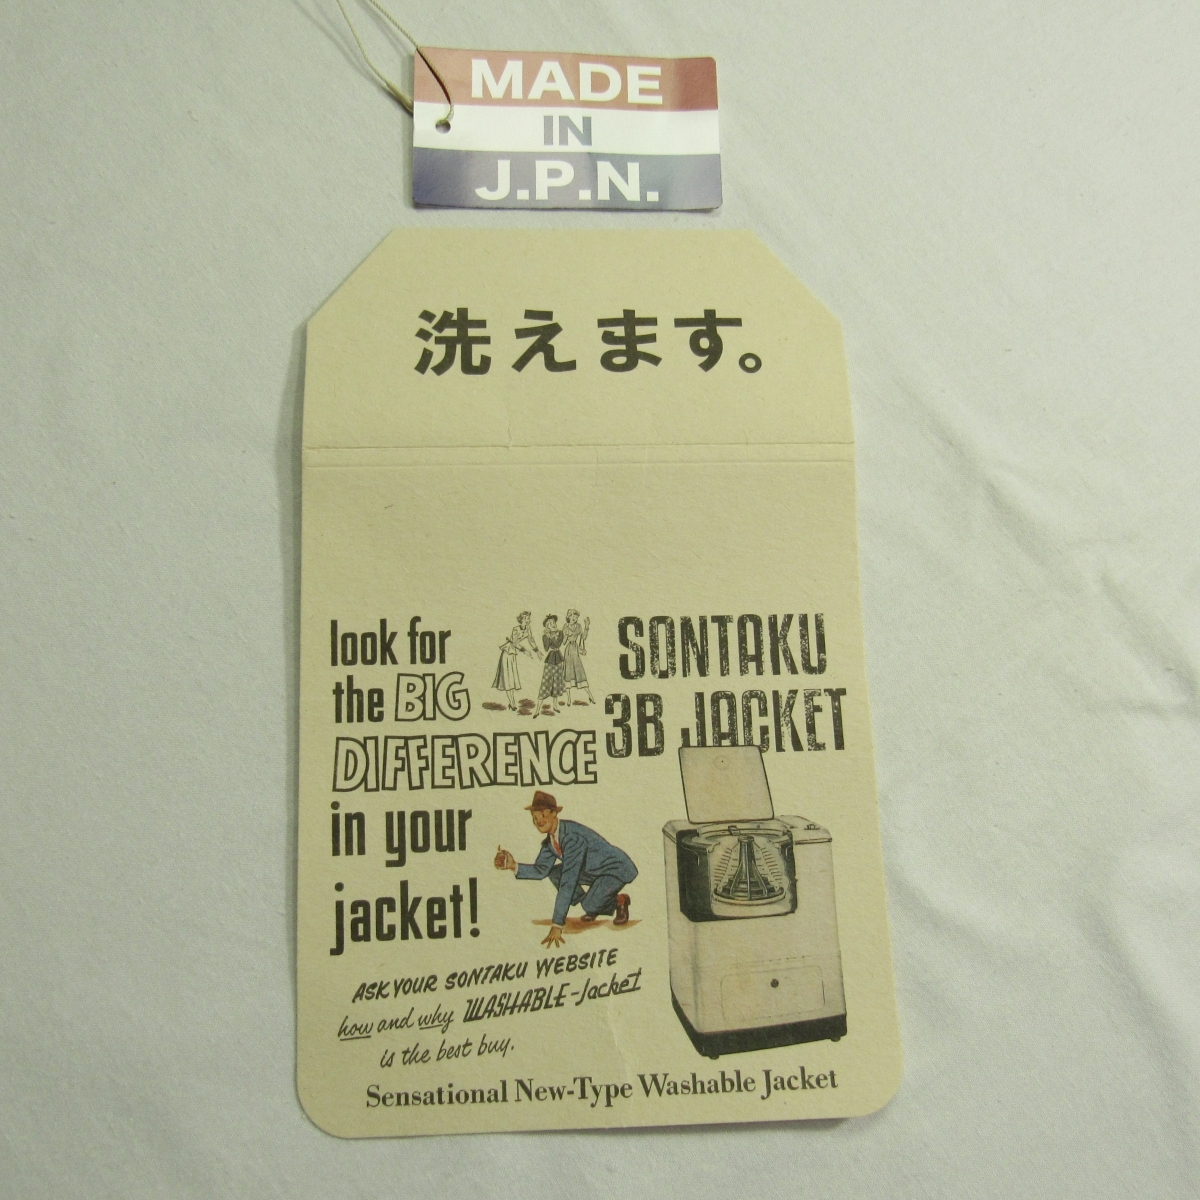 MADE
IN
J.P.N.
洗えます。
look for
the BIG
DIFFERENCE
in your
jacket!
SONTAKU
3B JACKET
ASK YOUR SONTAKU WEBSITE
how and why WASHABLE-Jacket
is the best buy.
Sensational New-Type Washable Jacket